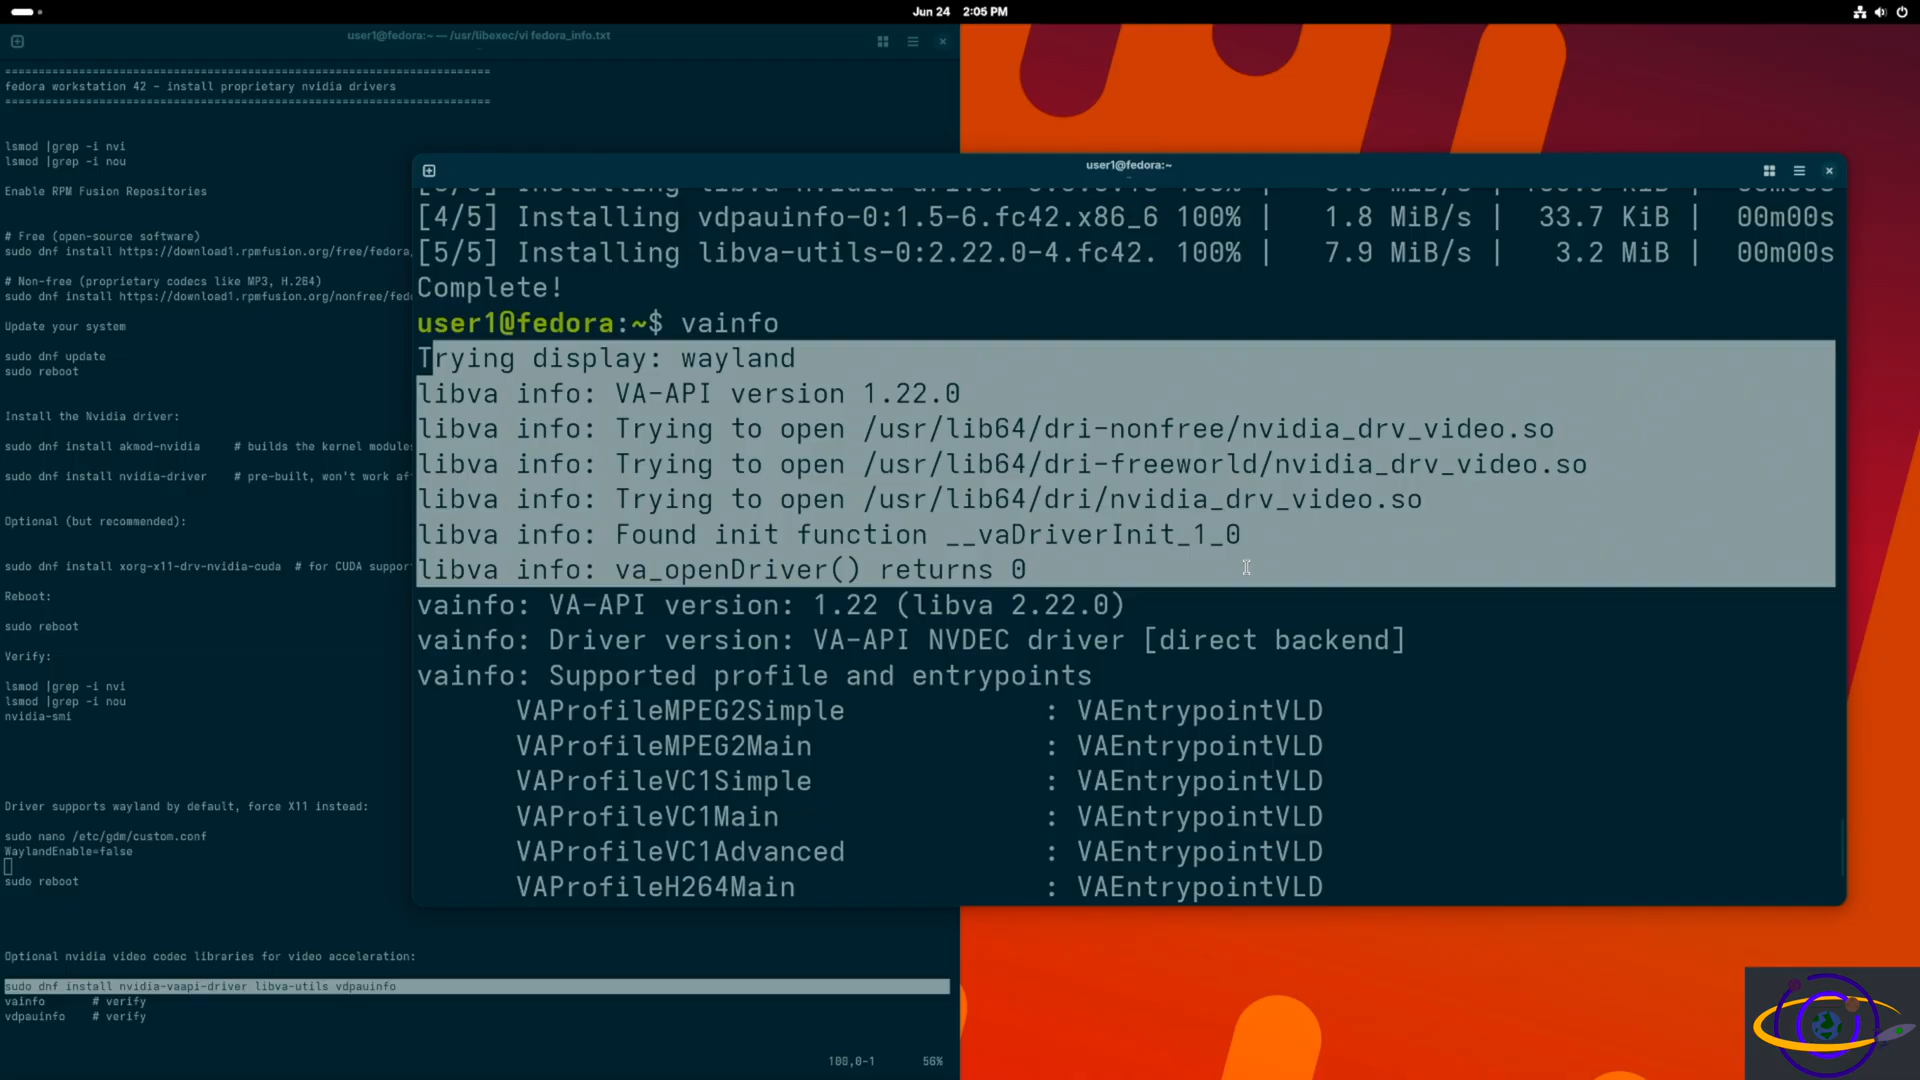 Jun 24 2:05 PM
user1@fedora:~ — /usr/libexec/vi fedora_info.txt
fedora workstation 42 - install proprietary nvidia drivers
lsmod |grep -i nvi
lsmod |grep -i nou
Enable RPM Fusion Repositories
# Free (open-source software)
sudo dnf install https://download1.rpmfusion.org/free/fedora,
# Non-free (proprietary codecs like MP3, H.264)
sudo dnf install https://download1.rpmfusion.org/nonfree/fed
Update your system
sudo dnf update
sudo reboot
Install the Nvidia driver:
sudo dnf install akmod-nvidia # builds the kernel modules
sudo dnf install nvidia-driver # pre-built, won't work af
Optional (but recommended):
sudo dnf install xorg-x11-drv-nvidia-cuda # for CUDA suppor
Reboot:
sudo reboot
Verify:
lsmod |grep -i nvi
lsmod |grep -i nou
nvidia-smi
Driver supports wayland by default, force X11 instead:
sudo nano /etc/gdm/custom.conf
WaylandEnable=false
sudo reboot
Optional nvidia video codec libraries for video acceleration:
sudo dnf install nvidia-vaapi-driver libva-utils vdpauinfo
vainfo # verify
vdpauinfo # verify
100,0-1 56%
user1@fedora:~
[4/5] Installing vdpauinfo-0:1.5-6.fc42.x86_6 100% | 1.8 MiB/s | 33.7 KiB | 00m00s
[5/5] Installing libva-utils-0:2.22.0-4.fc42. 100% | 7.9 MiB/s | 3.2 MiB | 00m00s
Complete!
user1@fedora:~$ vainfo
Trying display: wayland
libva info: VA-API version 1.22.0
libva info: Trying to open /usr/lib64/dri-nonfree/nvidia_drv_video.so
libva info: Trying to open /usr/lib64/dri-freeworld/nvidia_drv_video.so
libva info: Trying to open /usr/lib64/dri/nvidia_drv_video.so
libva info: Found init function __vaDriverInit_1_0
libva info: va_openDriver() returns 0
vainfo: VA-API version: 1.22 (libva 2.22.0)
vainfo: Driver version: VA-API NVDEC driver [direct backend]
vainfo: Supported profile and entrypoints
VAProfileMPEG2Simple : VAEntrypointVLD
VAProfileMPEG2Main : VAEntrypointVLD
VAProfileVC1Simple : VAEntrypointVLD
VAProfileVC1Main : VAEntrypointVLD
VAProfileVC1Advanced : VAEntrypointVLD
VAProfileH264Main : VAEntrypointVLD